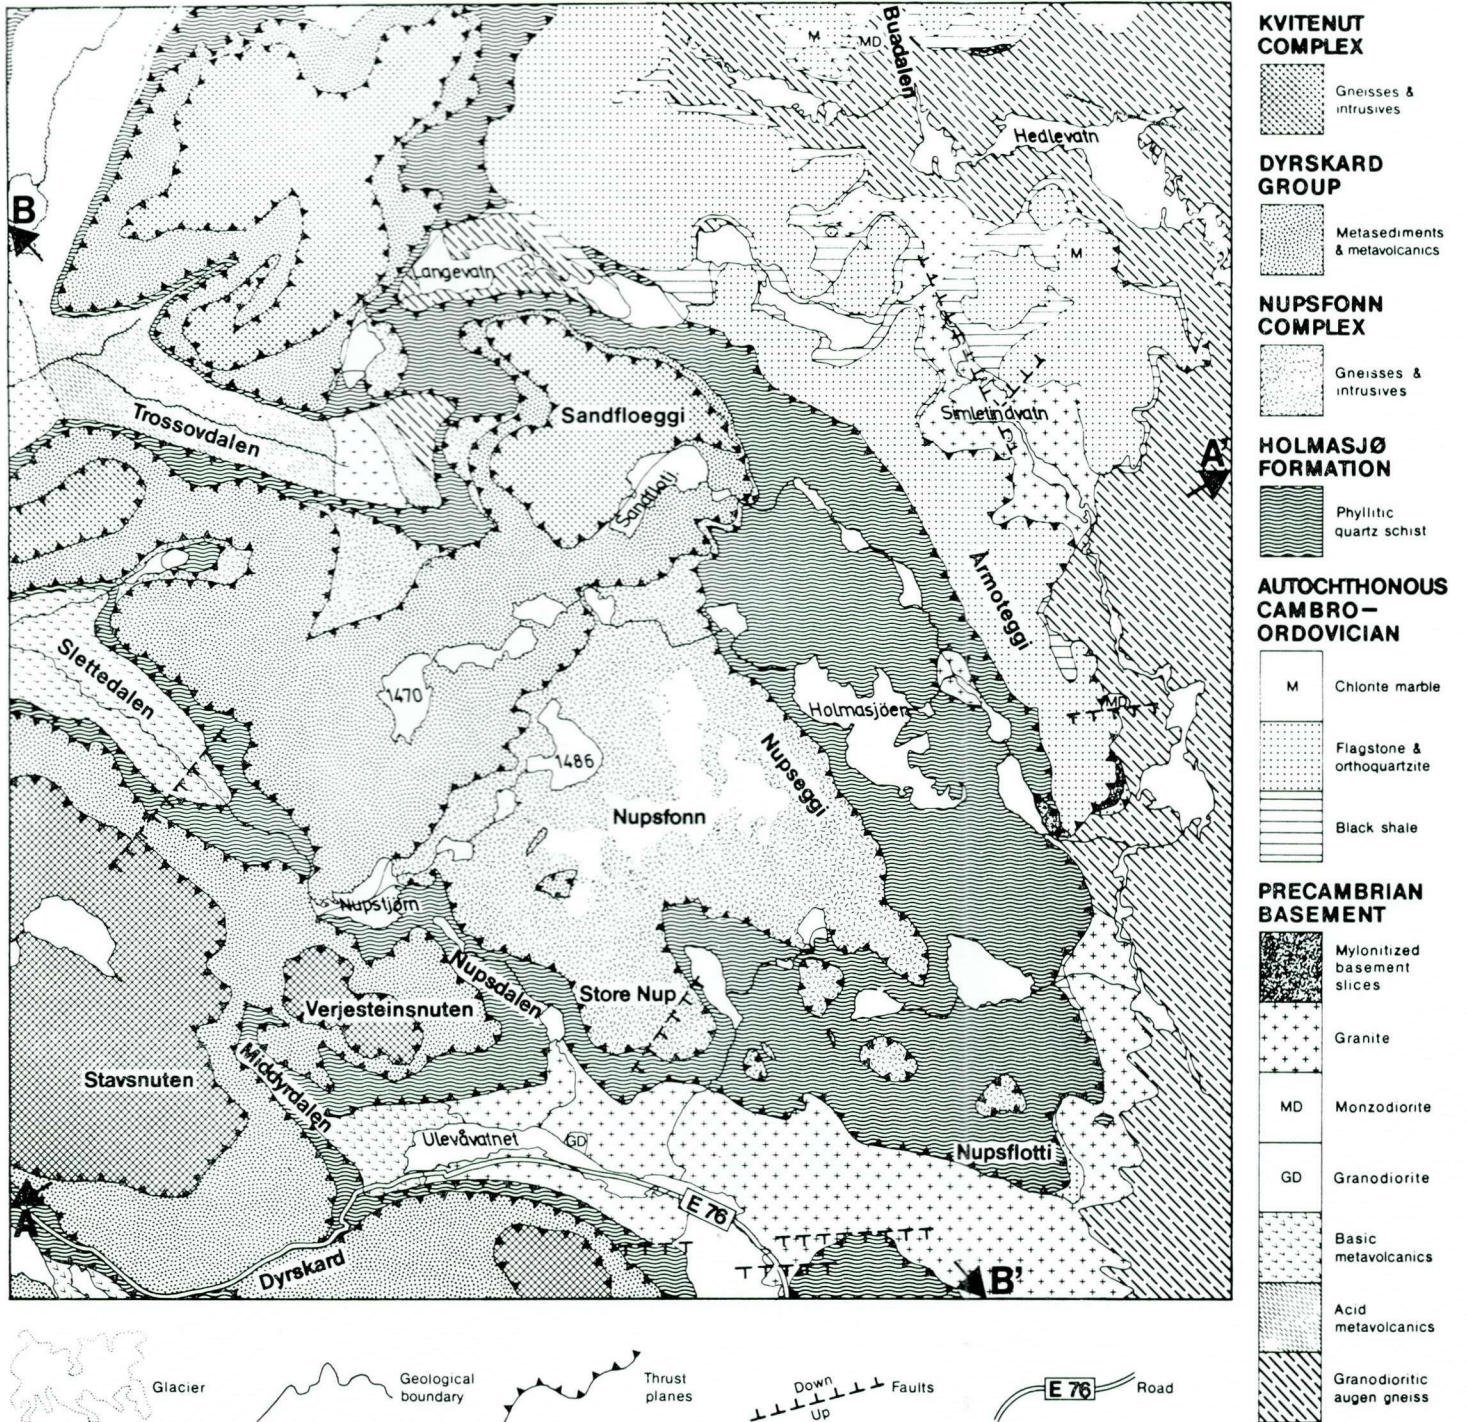 Buadalen
M
MD
Hedlevatn
B
Langevatn
M
Sandfloeggi
Simletindvatn
Trossovdalen
A'
Sandflotj
Armoteggi
Slettedalen
1470
Holmasjöen
MD
1486
Nupseggi
Nupsfonn
Nupstjørn
Nupsdalen
Store Nup
Verjesteinsnuten
Stavsnuten
Middyrdalen
Ulevåvatnet
GD
Nupsflotti
A
E 76
Dyrskard
B'
KVITENUT
COMPLEX
Gneisses &
intrusives
DYRSKARD
GROUP
Metasediments
& metavolcanics
NUPSFONN
COMPLEX
Gneisses &
intrusives
HOLMASJØ
FORMATION
Phyllitic
quartz schist
AUTOCHTHONOUS
CAMBRO–
ORDOVICIAN
M Chlorite marble
Flagstone &
orthoquartzite
Black shale
PRECAMBRIAN
BASEMENT
Mylonitized
basement
slices
Granite
MD Monzodiorite
GD Granodiorite
Basic
metavolcanics
Acid
metavolcanics
Granodioritic
augen gneiss
Glacier
Geological
boundary
Thrust
planes
Down
Up
Faults
E 76
Road